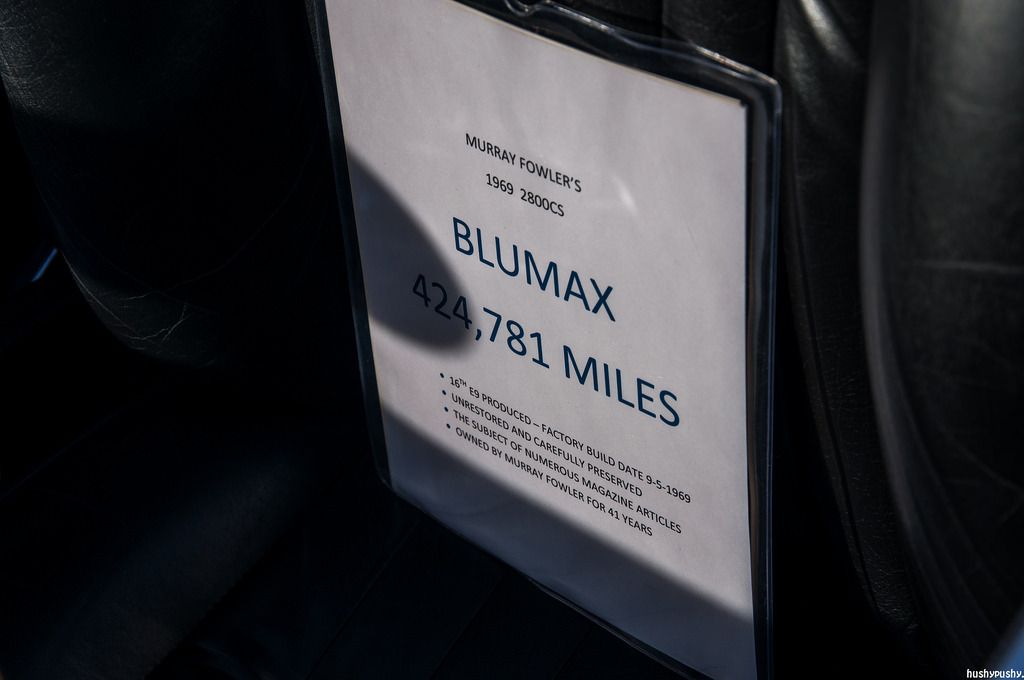 MURRAY FOWLER'S
1969 2800CS
BLUMAX
424,781 MILES
• 16TH E9 PRODUCED – FACTORY BUILD DATE 9-5-1969
• UNRESTORED AND CAREFULLY PRESERVED
• THE SUBJECT OF NUMEROUS MAGAZINE ARTICLES
• OWNED BY MURRAY FOWLER FOR 41 YEARS
hushypushy.